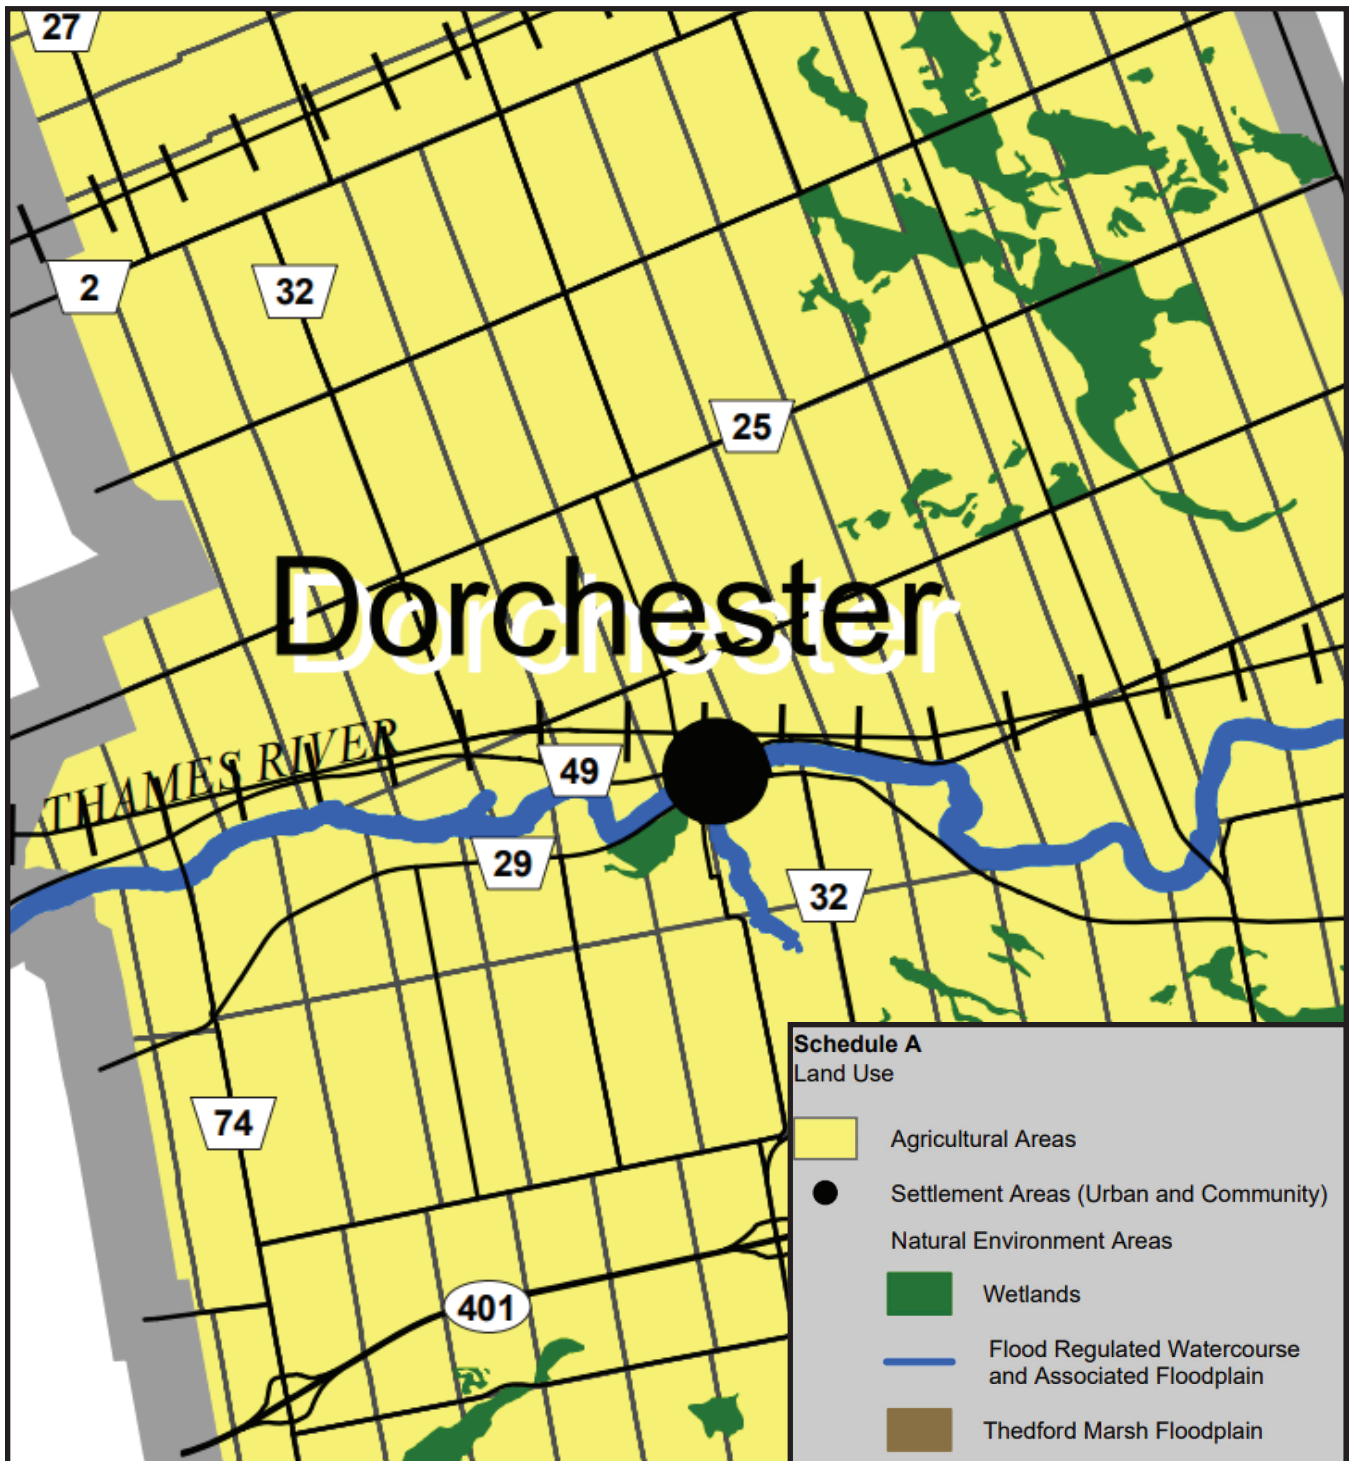 27
2
32
25
Dorchester
THAMES RIVER
49
29
32
74
401
Schedule A
Land Use
Agricultural Areas
Settlement Areas (Urban and Community)
Natural Environment Areas
Wetlands
Flood Regulated Watercourse
and Associated Floodplain
Thedford Marsh Floodplain